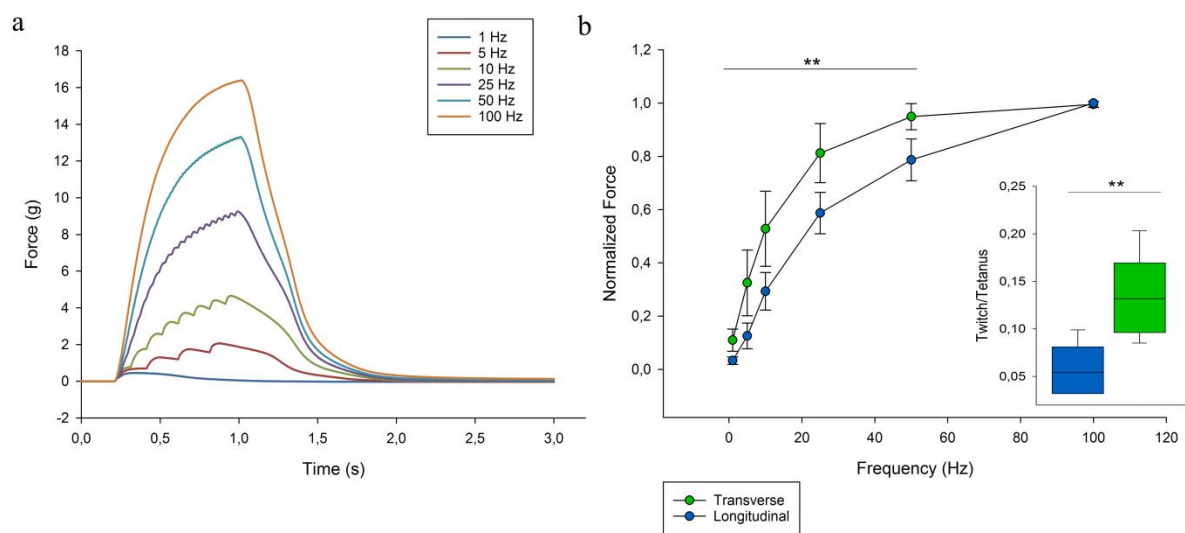 a
18
16
14
12
10
8
6
4
2
0
-2
Force (g)
0,0
0,5
1,0
1,5
2,0
2,5
3,0
Time (s)
1 Hz
5 Hz
10 Hz
25 Hz
50 Hz
100 Hz
b
1,2
1,0
0,8
0,6
0,4
0,2
0,0
Normalized Force
**
0
20
40
60
80
100
120
Frequency (Hz)
0,25
0,20
0,15
0,10
0,05
Twitch/Tetanus
**
Transverse
Longitudinal